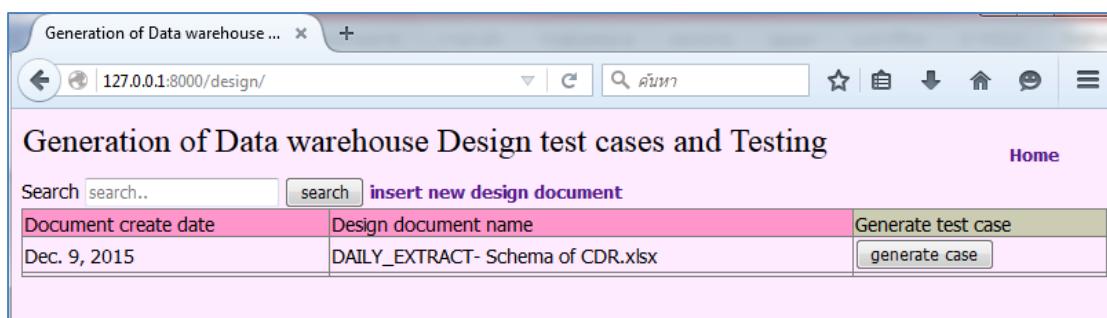 Generation of Data warehouse ...
127.0.0.1:8000/design/
ค้นหา
Generation of Data warehouse Design test cases and Testing
Home
Search search.. search insert new design document
Document create date Design document name Generate test case
Dec. 9, 2015 DAILY_EXTRACT- Schema of CDR.xlsx generate case